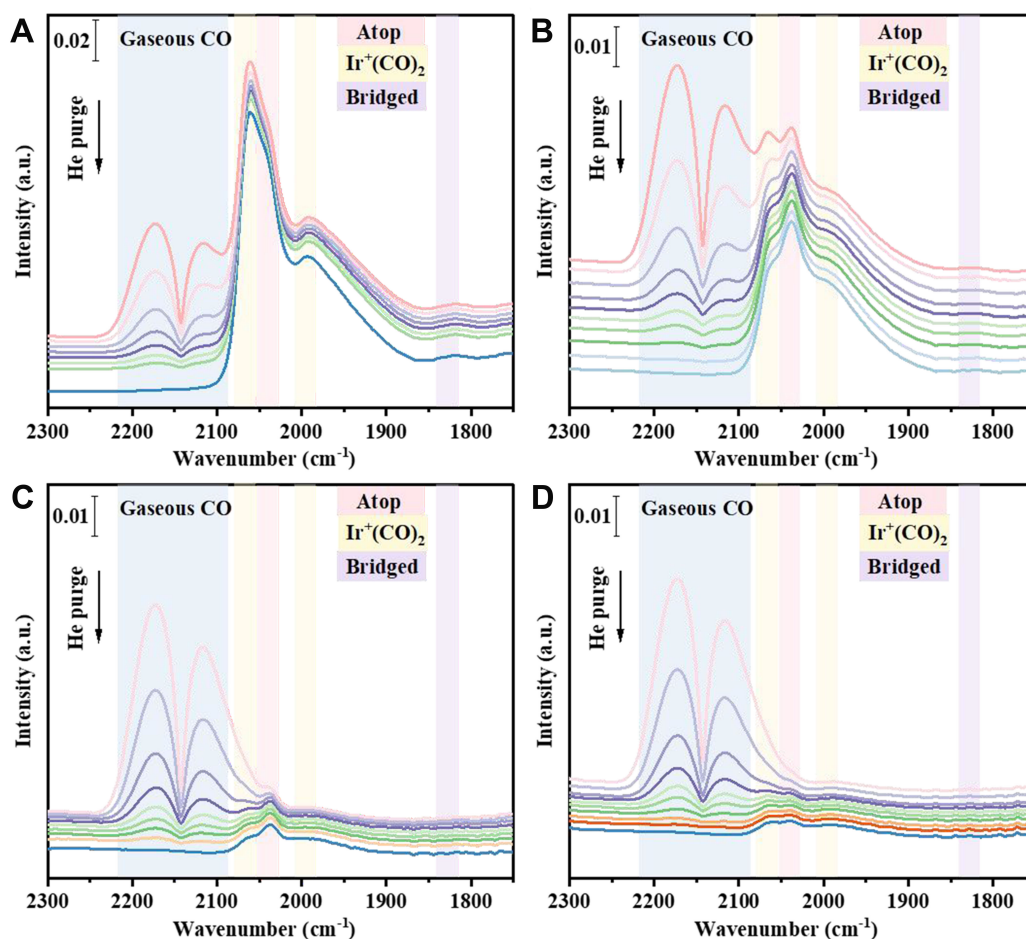 A
0.02
Gaseous CO
Atop
Ir⁺(CO)₂
Bridged
He purge
Intensity (a.u.)
2300 2200 2100 2000 1900 1800
Wavenumber (cm⁻¹)
B
0.01
Gaseous CO
Atop
Ir⁺(CO)₂
Bridged
He purge
Intensity (a.u.)
2300 2200 2100 2000 1900 1800
Wavenumber (cm⁻¹)
C
0.01
Gaseous CO
Atop
Ir⁺(CO)₂
Bridged
He purge
Intensity (a.u.)
2300 2200 2100 2000 1900 1800
Wavenumber (cm⁻¹)
D
0.01
Gaseous CO
Atop
Ir⁺(CO)₂
Bridged
He purge
Intensity (a.u.)
2300 2200 2100 2000 1900 1800
Wavenumber (cm⁻¹)